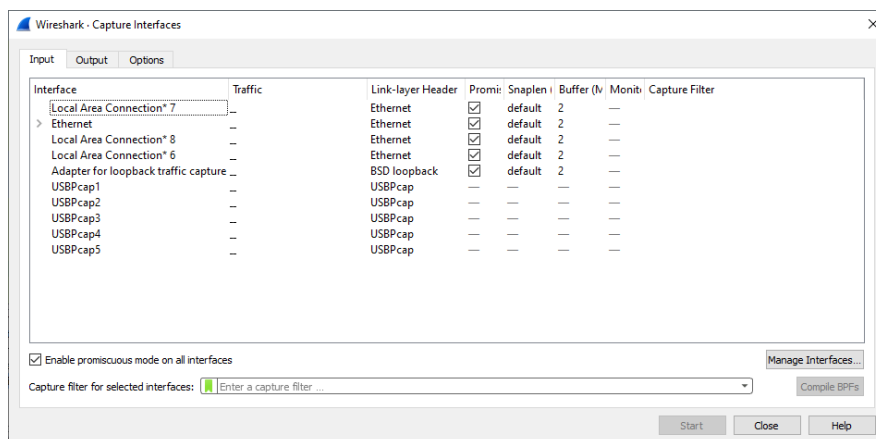 Wireshark · Capture Interfaces
Input Output Options
Interface Traffic Link-layer Header Promis Snaplen ( Buffer (M Monito Capture Filter
Local Area Connection* 7 Ethernet default 2 —
Ethernet Ethernet default 2 —
Local Area Connection* 8 Ethernet default 2 —
Local Area Connection* 6 Ethernet default 2 —
Adapter for loopback traffic capture BSD loopback default 2 —
USBPcap1 USBPcap — — — —
USBPcap2 USBPcap — — — —
USBPcap3 USBPcap — — — —
USBPcap4 USBPcap — — — —
USBPcap5 USBPcap — — — —
Enable promiscuous mode on all interfaces Manage Interfaces...
Capture filter for selected interfaces: Enter a capture filter ... Compile BPFs
Start Close Help